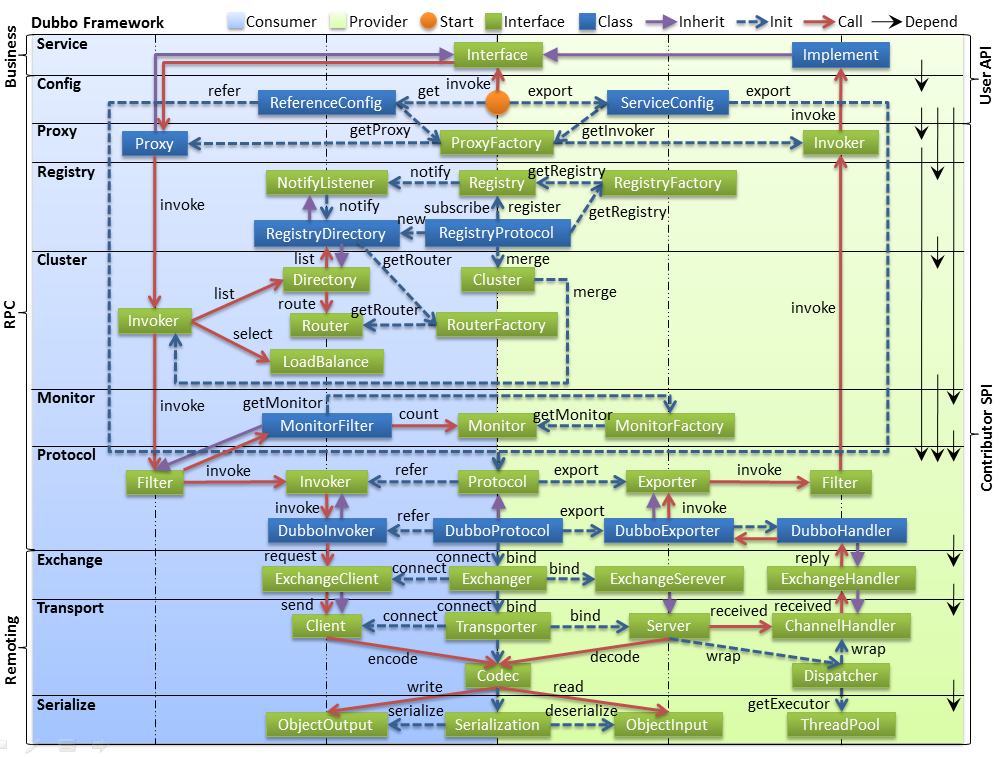 Dubbo Framework
Consumer
Provider
Start
Interface
Class
Inherit
Init
Call
Depend
Business
Service
Interface
Implement
User API
Config
refer
ReferenceConfig
get
invoke
export
ServiceConfig
export
Proxy
Proxy
getProxy
ProxyFactory
getInvoker
Invoker
invoke
Registry
NotifyListener
notify
Registry
getRegistry
RegistryFactory
invoke
notify
subscribe
register
getRegistry
RegistryDirectory
new
RegistryProtocol
RPC
Cluster
list
getRouter
merge
Directory
Cluster
list
merge
route
getRouter
invoke
Invoker
Router
RouterFactory
select
LoadBalance
Monitor
invoke
getMonitor
MonitorFilter
count
Monitor
getMonitor
MonitorFactory
Contributor SPI
Protocol
Filter
invoke
Invoker
refer
Protocol
export
Exporter
invoke
Filter
invoke
refer
export
invoke
DubboInvoker
DubboProtocol
DubboExporter
DubboHandler
Remoting
Exchange
request
connect
bind
reply
ExchangeClient
connect
Exchanger
bind
ExchangeSerever
ExchangeHandler
Transport
send
connect
bind
received
received
Client
connect
Transporter
bind
Server
ChannelHandler
encode
decode
wrap
wrap
Codec
Dispatcher
write
read
getExecutor
Serialize
ObjectOutput
serialize
Serialization
deserialize
ObjectInput
ThreadPool